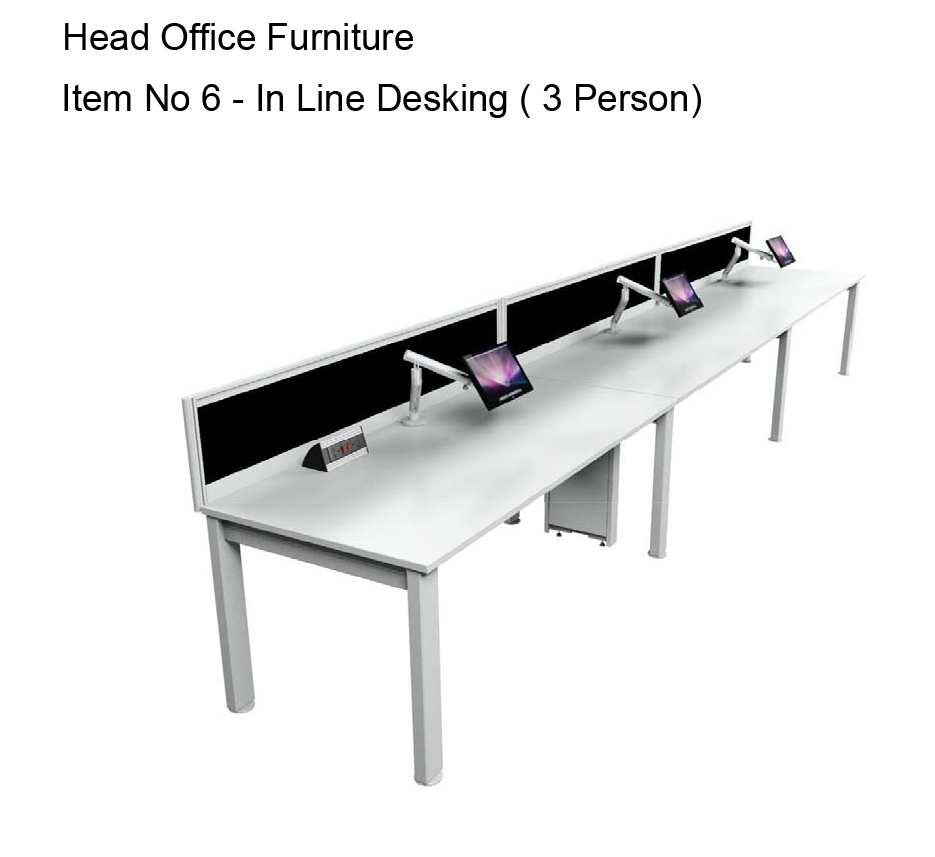 Head Office Furniture
Item No 6 - In Line Desking ( 3 Person)